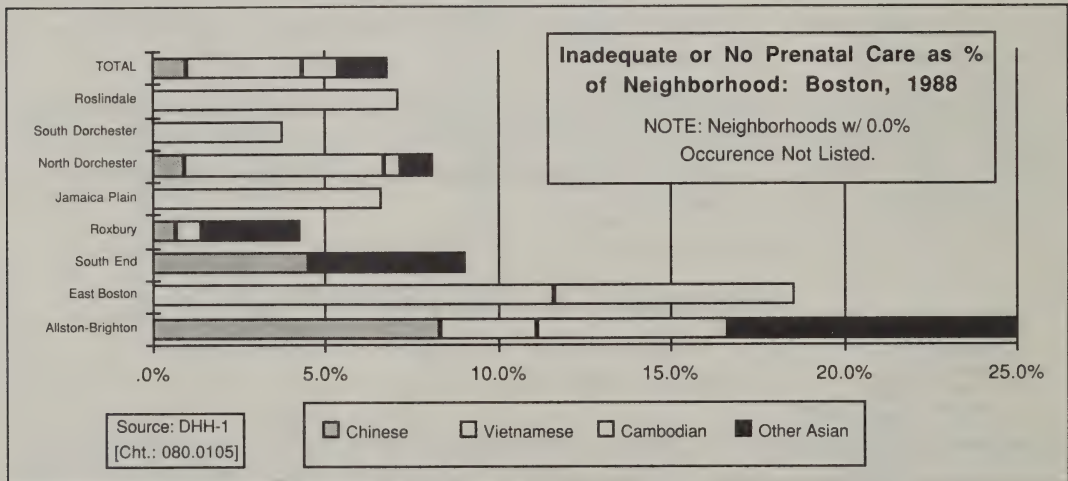 Inadequate or No Prenatal Care as %
of Neighborhood: Boston, 1988
NOTE: Neighborhoods w/ 0.0%
Occurence Not Listed.
TOTAL
Roslindale
South Dorchester
North Dorchester
Jamaica Plain
Roxbury
South End
East Boston
Allston-Brighton
.0% 5.0% 10.0% 15.0% 20.0% 25.0%
Source: DHH-1
[Cht.: 080.0105]
Chinese Vietnamese Cambodian Other Asian